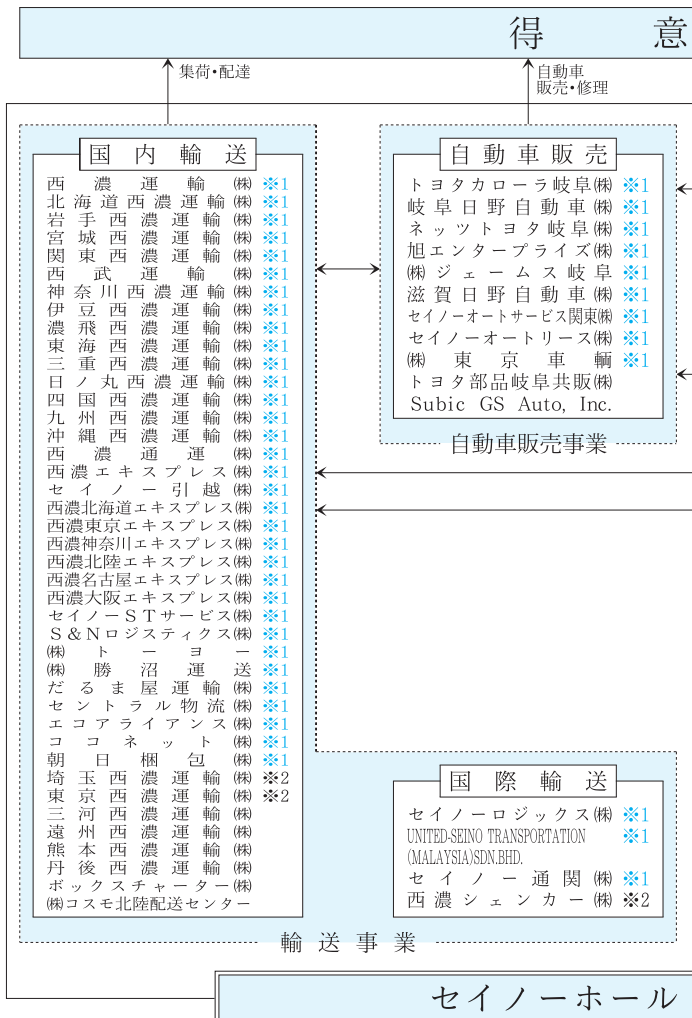 得意
集荷・配達
自動車
販売・修理
国内輸送
西濃運輸㈱ ※1
北海道西濃運輸㈱ ※1
岩手西濃運輸㈱ ※1
宮城西濃運輸㈱ ※1
関東西濃運輸㈱ ※1
西武運輸㈱ ※1
神奈川西濃運輸㈱ ※1
伊豆西濃運輸㈱ ※1
濃飛西濃運輸㈱ ※1
東海西濃運輸㈱ ※1
三重西濃運輸㈱ ※1
日ノ丸西濃運輸㈱ ※1
四国西濃運輸㈱ ※1
九州西濃運輸㈱ ※1
沖縄西濃運輸㈱ ※1
西濃通運㈱ ※1
西濃エキスプレス㈱ ※1
セイノー引越㈱ ※1
西濃北海道エキスプレス㈱ ※1
西濃東京エキスプレス㈱ ※1
西濃神奈川エキスプレス㈱ ※1
西濃北陸エキスプレス㈱ ※1
西濃名古屋エキスプレス㈱ ※1
西濃大阪エキスプレス㈱ ※1
セイノーSTサービス㈱ ※1
S&Nロジスティクス㈱ ※1
㈱トーヨー ※1
㈱勝沼運送 ※1
だるま屋運輸㈱ ※1
セントラル物流㈱ ※1
エコアライアンス㈱ ※1
ココネット㈱ ※1
朝日梱包㈱ ※1
埼玉西濃運輸㈱ ※2
東京西濃運輸㈱ ※2
三河西濃運輸㈱
遠州西濃運輸㈱
熊本西濃運輸㈱
丹後西濃運輸㈱
ボックスチャーター㈱
㈱コスモ北陸配送センター
自動車販売
トヨタカローラ岐阜㈱ ※1
岐阜日野自動車㈱ ※1
ネッツトヨタ岐阜㈱ ※1
旭エンタープライズ㈱ ※1
㈱ジェームス岐阜 ※1
滋賀日野自動車㈱ ※1
セイノーオートサービス関東㈱ ※1
セイノーオートリース㈱ ※1
㈱東京車輌 ※1
トヨタ部品岐阜共販㈱
Subic GS Auto, Inc.
自動車販売事業
国際輸送
セイノーロジックス㈱ ※1
UNITED-SEINO TRANSPORTATION ※1
(MALAYSIA)SDN.BHD.
セイノー通関㈱ ※1
西濃シェンカー㈱ ※2
輸送事業
セイノーホール